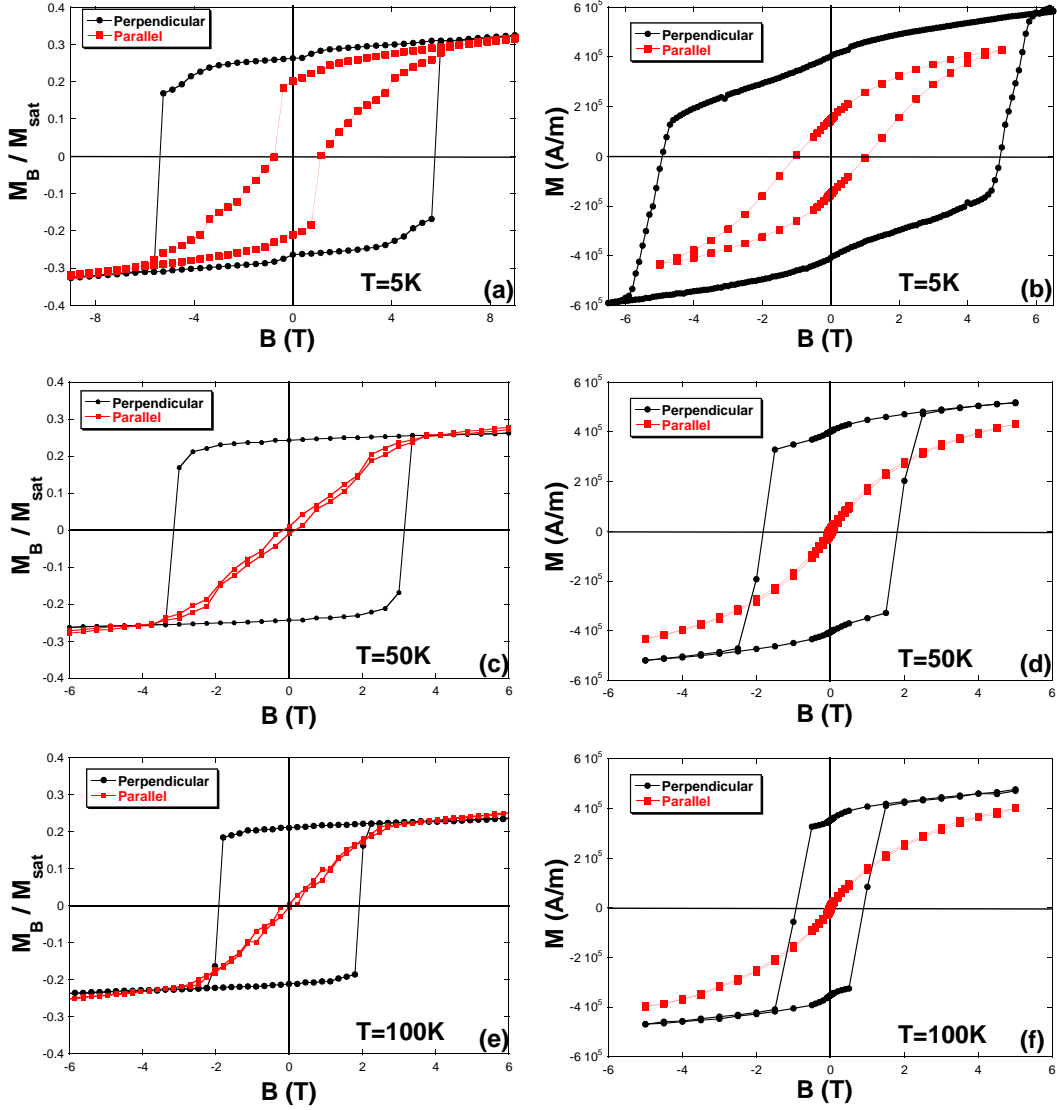 Perpendicular
Parallel
M_B / M_sat
0.4
0.3
0.2
0.1
0
-0.1
-0.2
-0.3
-0.4
-8
-4
0
4
8
B (T)
T=5K
(a)
Perpendicular
Parallel
M (A/m)
6 10^5
4 10^5
2 10^5
0
-2 10^5
-4 10^5
-6 10^5
-6
-4
-2
0
2
4
6
B (T)
T=5K
(b)
Perpendicular
Parallel
M_B / M_sat
0.4
0.3
0.2
0.1
0
-0.1
-0.2
-0.3
-0.4
-6
-4
-2
0
2
4
6
B (T)
T=50K
(c)
Perpendicular
Parallel
M (A/m)
6 10^5
4 10^5
2 10^5
0
-2 10^5
-4 10^5
-6 10^5
-6
-4
-2
0
2
4
6
B (T)
T=50K
(d)
Perpendicular
Parallel
M_B / M_sat
0.4
0.3
0.2
0.1
0
-0.1
-0.2
-0.3
-0.4
-6
-4
-2
0
2
4
6
B (T)
T=100K
(e)
Perpendicular
Parallel
M (A/m)
6 10^5
4 10^5
2 10^5
0
-2 10^5
-4 10^5
-6 10^5
-6
-4
-2
0
2
4
6
B (T)
T=100K
(f)